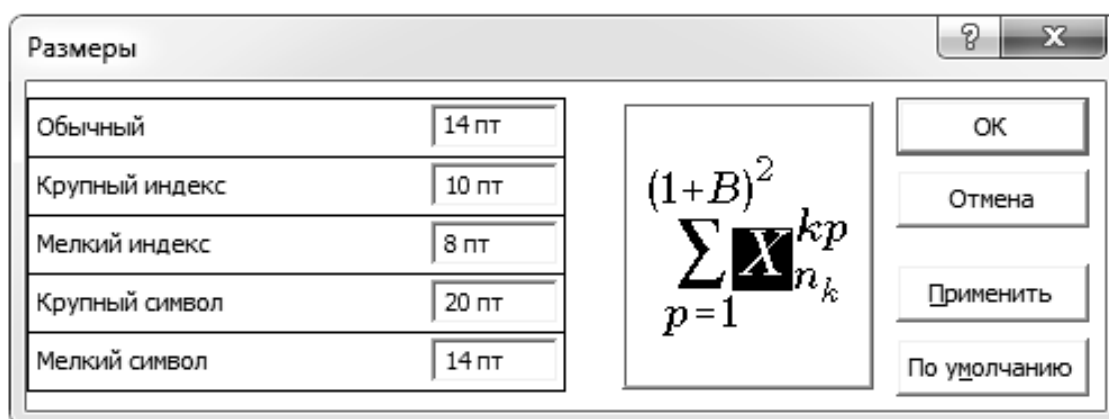 Размеры
? X
Обычный 14 пт
Крупный индекс 10 пт
Мелкий индекс 8 пт
Крупный символ 20 пт
Мелкий символ 14 пт
(1+B)²
∑ X kp
n k
p=1
ОК
Отмена
Применить
По умолчанию